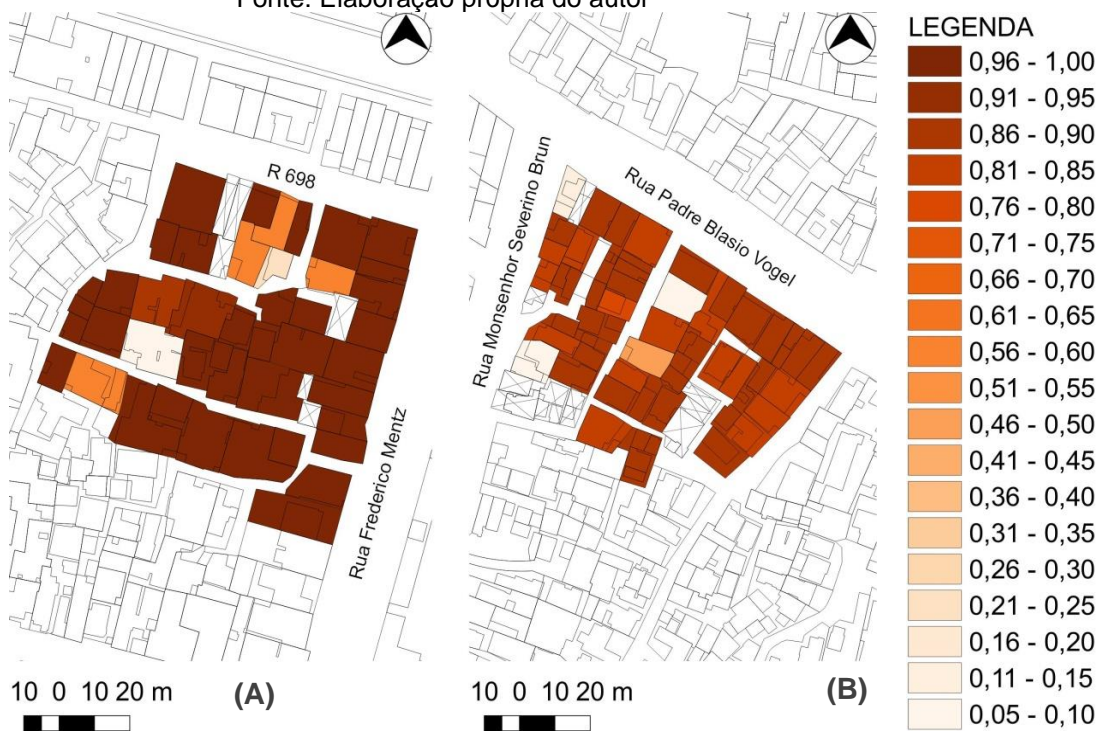 Fonte: Elaboração própria do autor
R 698
Rua Frederico Mentz
10 0 10 20 m
(A)
Rua Monsenhor Severino Brun
Rua Padre Blasio Vogel
10 0 10 20 m
(B)
LEGENDA
0,96 - 1,00
0,91 - 0,95
0,86 - 0,90
0,81 - 0,85
0,76 - 0,80
0,71 - 0,75
0,66 - 0,70
0,61 - 0,65
0,56 - 0,60
0,51 - 0,55
0,46 - 0,50
0,41 - 0,45
0,36 - 0,40
0,31 - 0,35
0,26 - 0,30
0,21 - 0,25
0,16 - 0,20
0,11 - 0,15
0,05 - 0,10